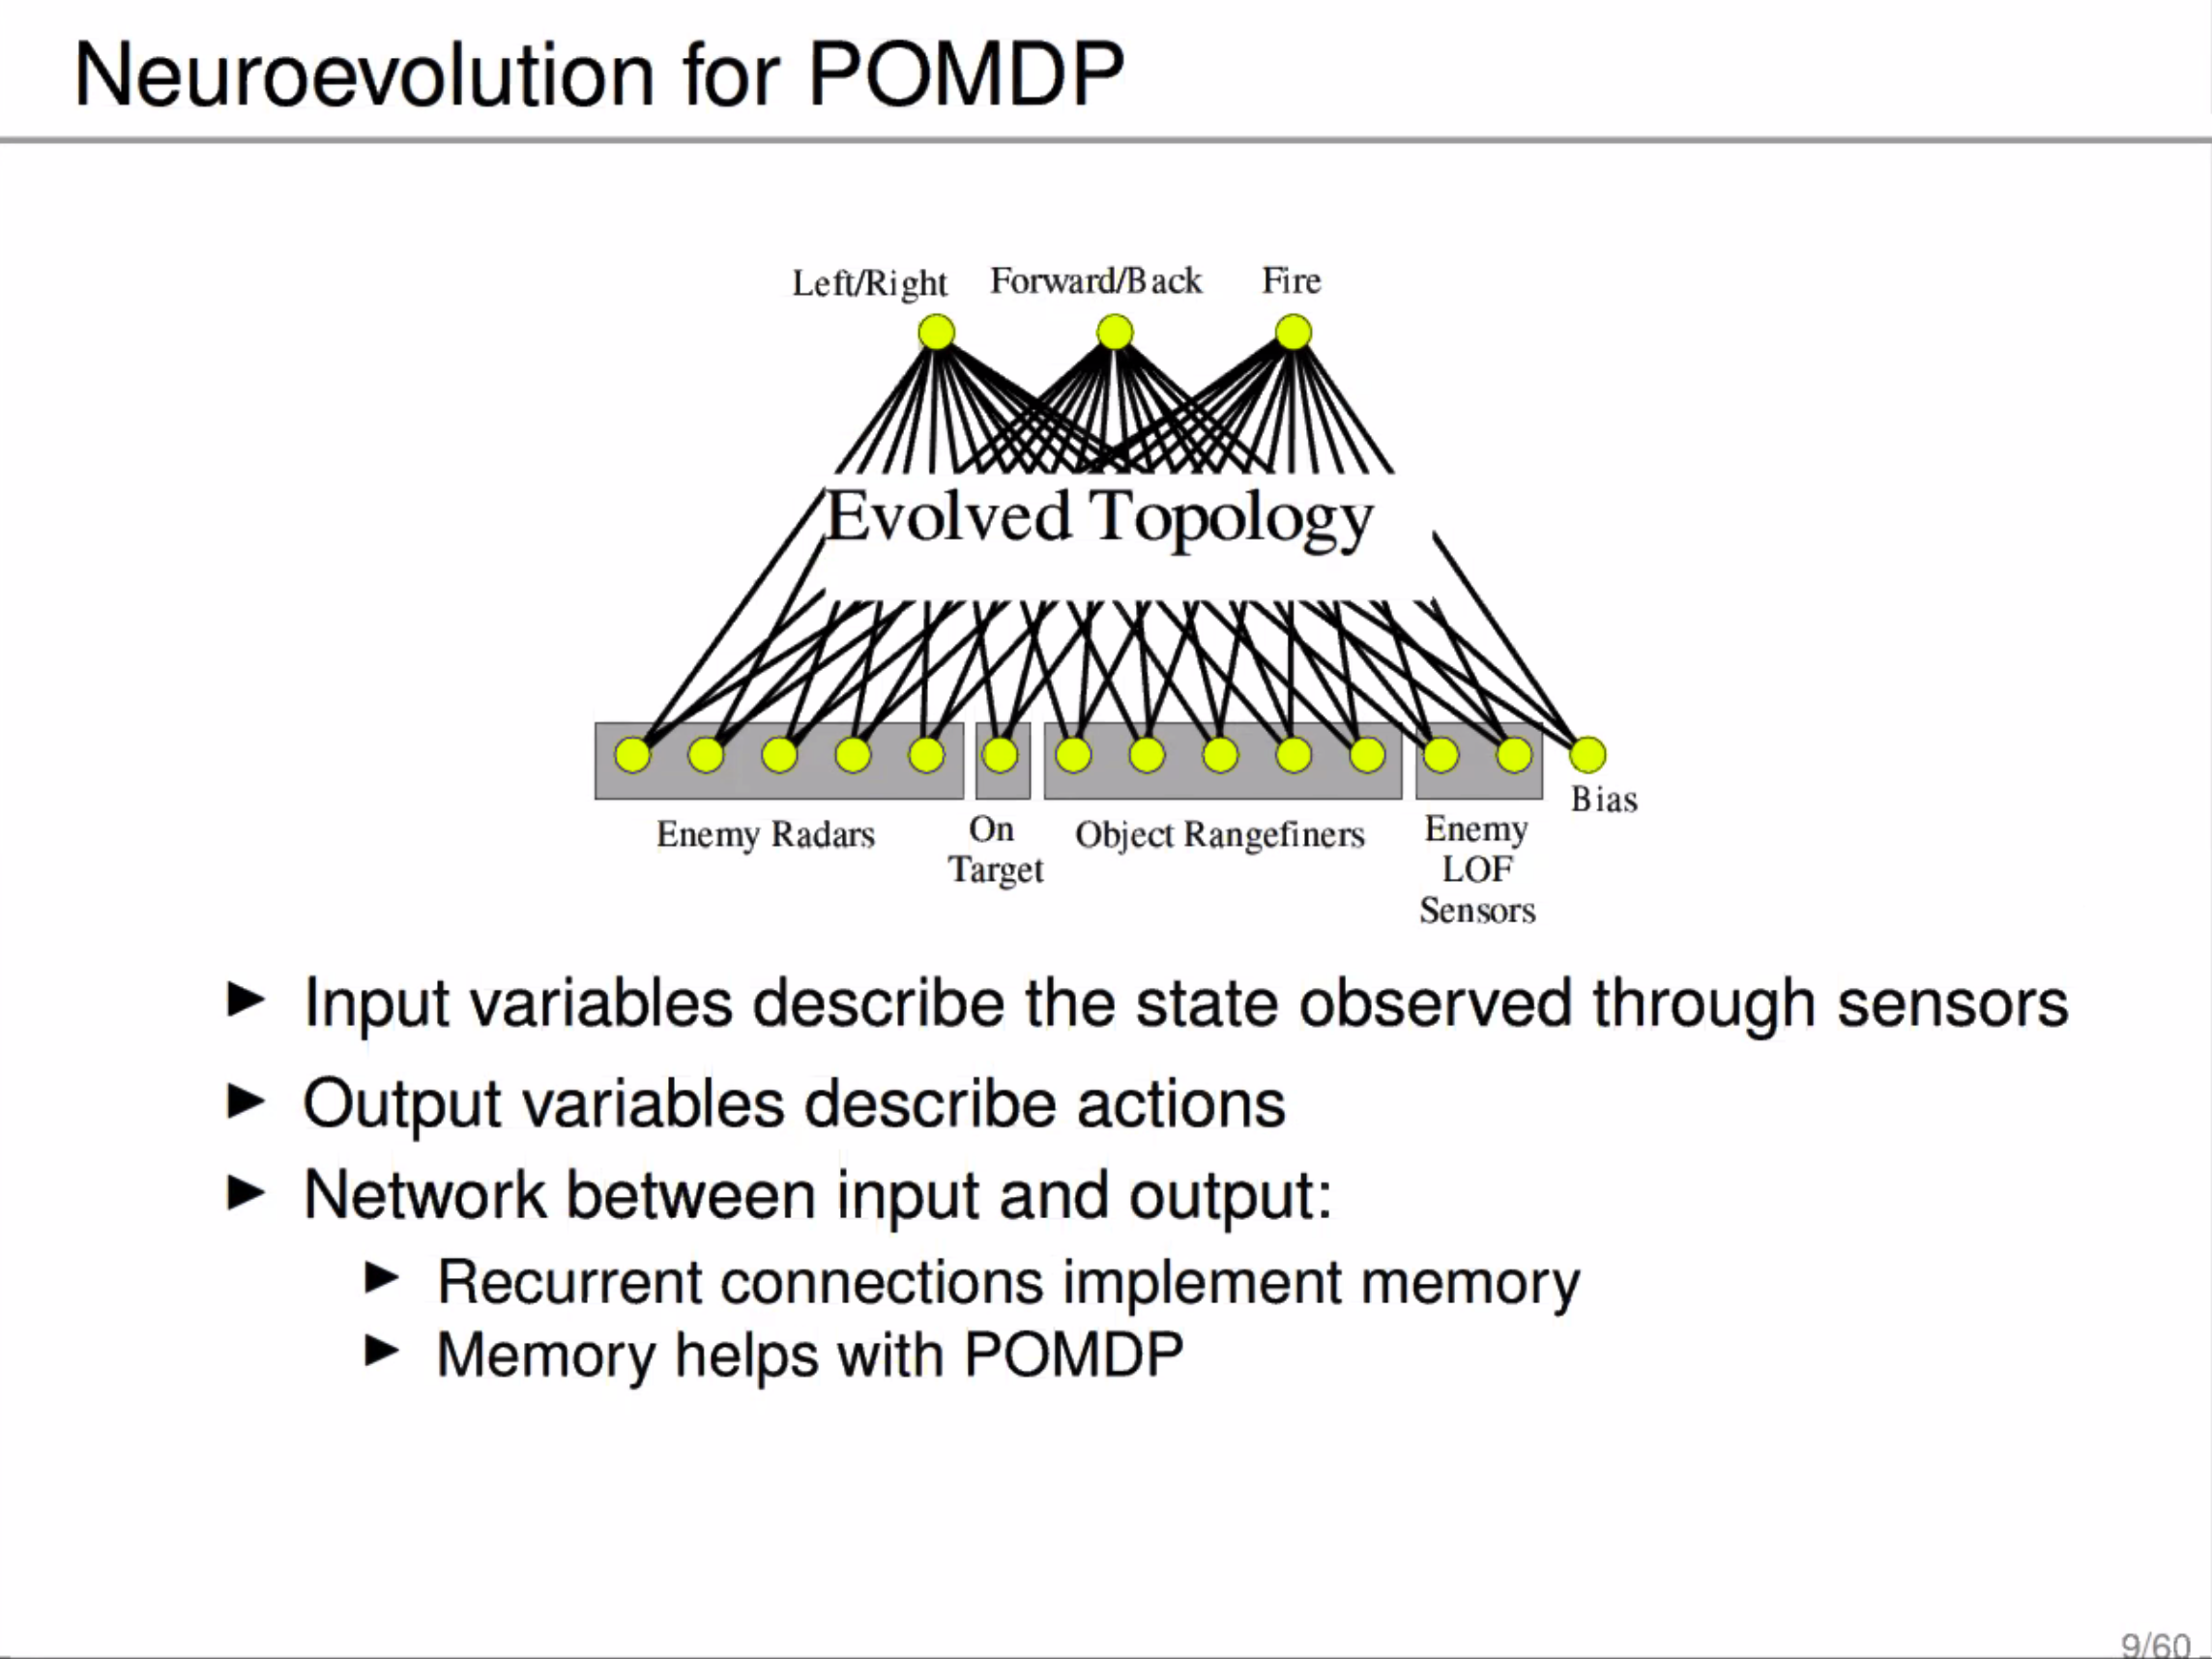 Neuroevolution for POMDP
Left/Right Forward/Back Fire
Evolved Topology
Enemy Radars
On
Target
Object Rangefiners
Enemy
LOF
Sensors
Bias
► Input variables describe the state observed through sensors
► Output variables describe actions
► Network between input and output:
► Recurrent connections implement memory
► Memory helps with POMDP
9/60